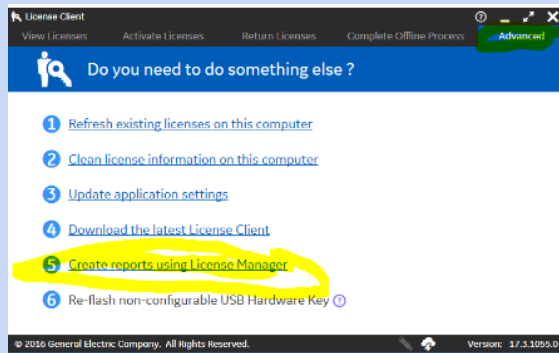 License Client
View Licenses Activate Licenses Return Licenses Complete Offline Process Advanced
Do you need to do something else ?
1 Refresh existing licenses on this computer
2 Clean license information on this computer
3 Update application settings
4 Download the latest License Client
5 Create reports using License Manager
6 Re-flash non-configurable USB Hardware Key ?
© 2016 General Electric Company. All Rights Reserved. Version: 17.3.1055.0